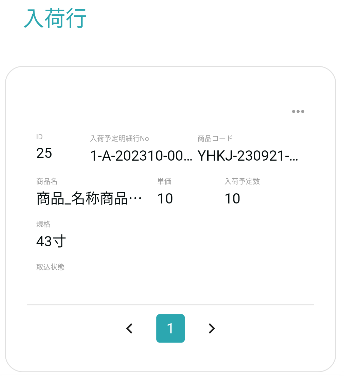 入荷行
ID 入荷予定明細行No 商品コード
25 1-A-202310-00... YHKJ-230921-...
商品名 単価 入荷予定数
商品_名称商品… 10 10
規格
43寸
取込状態
1